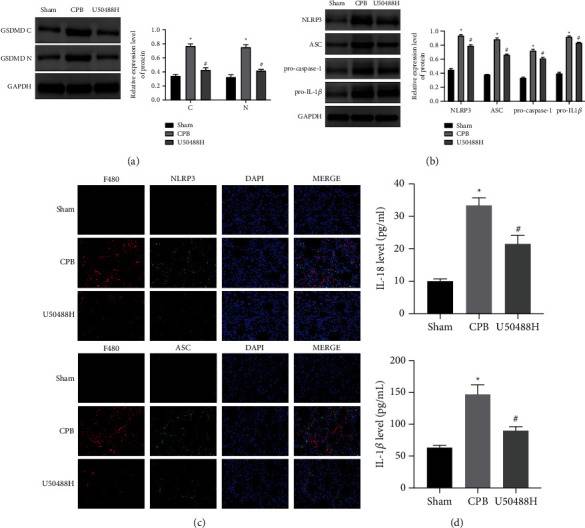 Sham CPB U50488H
GSDMD C
GSDMD N
GAPDH
Relative expression level
of protein
1.0
0.8
0.6
0.4
0.2
0.0
* # * #
C N
Sham
CPB
U50488H
(a)
Sham CPB U50488H
NLRP3
ASC
pro-caspase-1
pro-IL-1β
GAPDH
Relative expression level
of protein
1.0
0.8
0.6
0.4
0.2
0.0
* # * # * # * #
NLRP3 ASC pro-caspase-1 pro-IL1β
Sham
CPB
U50488H
(b)
F480 NLRP3 DAPI MERGE
Sham
CPB
U50488H
F480 ASC DAPI MERGE
Sham
CPB
U50488H
(c)
IL-18 level (pg/ml)
40
30
20
10
0
* #
Sham CPB U50488H
IL-1β level (pg/mL)
200
150
100
50
0
* #
Sham CPB U50488H
(d)